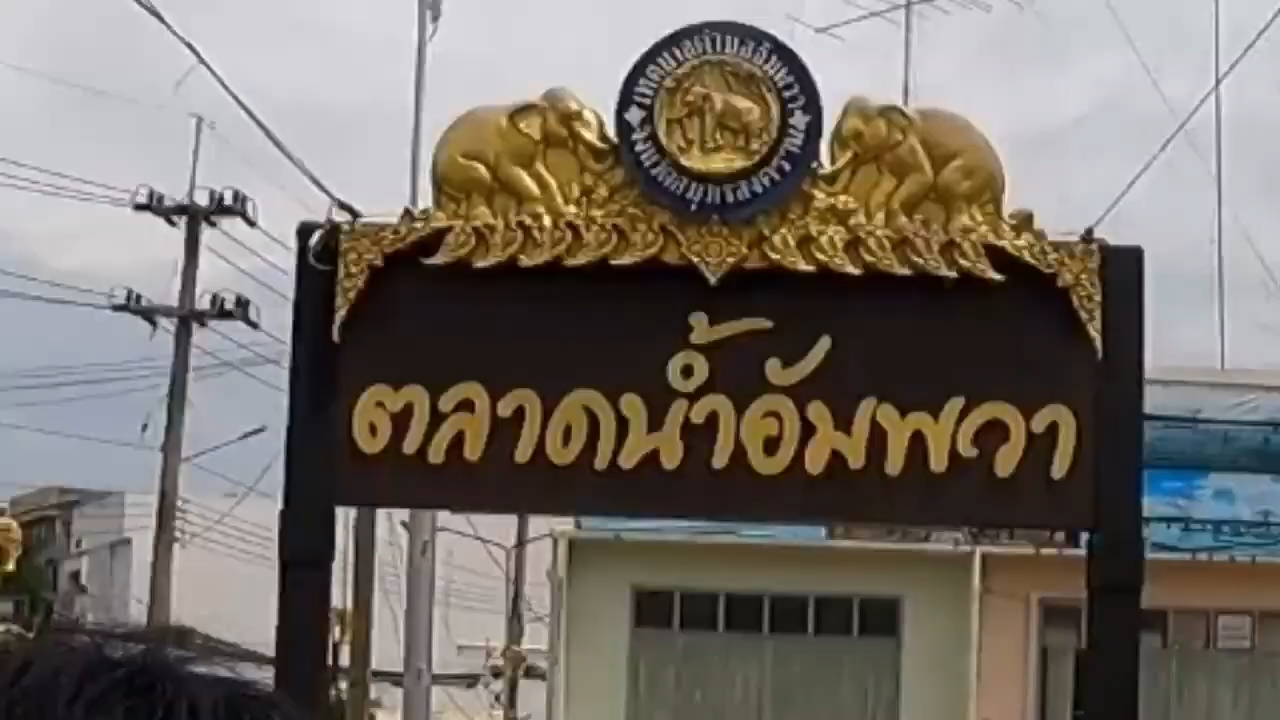 เทศบาลตำบลอัมพวา
จังหวัดสมุทรสงคราม
ตลาดน้ำอัมพวา